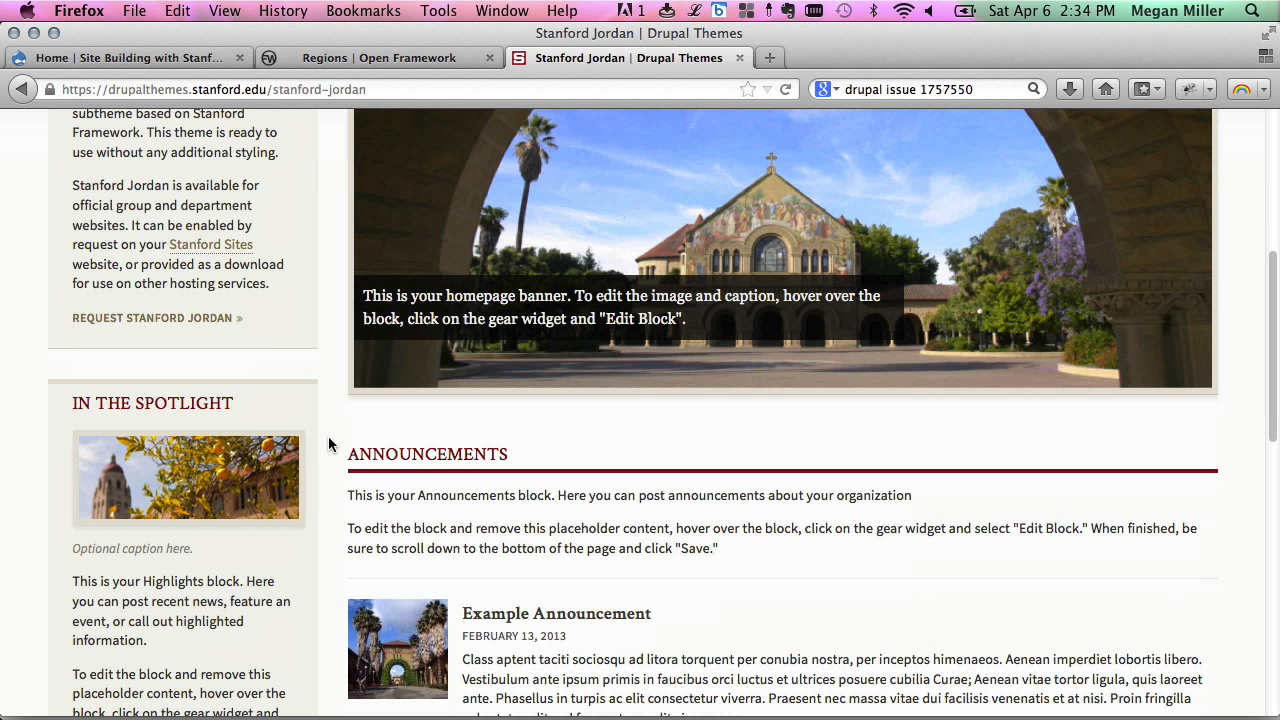 Firefox File Edit View History Bookmarks Tools Window Help 1 Sat Apr 6 2:34 PM Megan Miller
Stanford Jordan | Drupal Themes
Home | Site Building with Stanf...
Regions | Open Framework
Stanford Jordan | Drupal Themes
https://drupalthemes.stanford.edu/stanford-jordan
drupal issue 1757550
subtheme based on Stanford
Framework. This theme is ready to
use without any additional styling.
Stanford Jordan is available for
official group and department
websites. It can be enabled by
request on your Stanford Sites
website, or provided as a download
for use on other hosting services.
REQUEST STANFORD JORDAN »
IN THE SPOTLIGHT
Optional caption here.
This is your Highlights block. Here
you can post recent news, feature an
event, or call out highlighted
information.
To edit the block and remove this
placeholder content, hover over the
block, click on the gear widget and
This is your homepage banner. To edit the image and caption, hover over the
block, click on the gear widget and "Edit Block".
ANNOUNCEMENTS
This is your Announcements block. Here you can post announcements about your organization
To edit the block and remove this placeholder content, hover over the block, click on the gear widget and select "Edit Block." When finished, be
sure to scroll down to the bottom of the page and click "Save."
Example Announcement
FEBRUARY 13, 2013
Class aptent taciti sociosqu ad litora torquent per conubia nostra, per inceptos himenaeos. Aenean imperdiet lobortis libero.
Vestibulum ante ipsum primis in faucibus orci luctus et ultrices posuere cubilia Curae; Aenean vitae tortor ligula, quis laoreet
ante. Phasellus in turpis ac elit consectetur viverra. Praesent nec massa vitae dui facilisis venenatis et at nisi. Proin fringilla